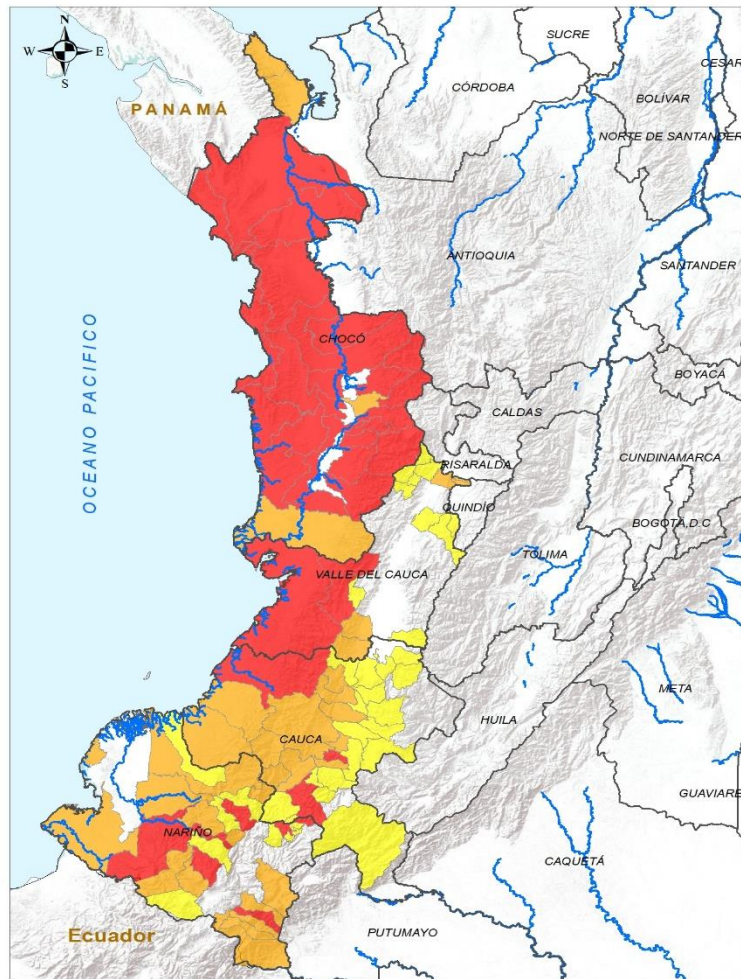 N
W E
S
SUCRE
CESAR
CÓRDOBA
BOLÍVAR
PANAMÁ
NORTE DE SANTANDER
ANTIOQUIA
SANTANDER
CHOCÓ
BOYACÁ
CALDAS
OCEANO PACIFICO
CUNDINAMARCA
RISARALDA
QUINDÍO
BOGOTA,D.C
TOLIMA
VALLE DEL CAUCA
META
HUILA
CAUCA
GUAVIARE
NARIÑO
CAQUETÁ
Ecuador
PUTUMAYO